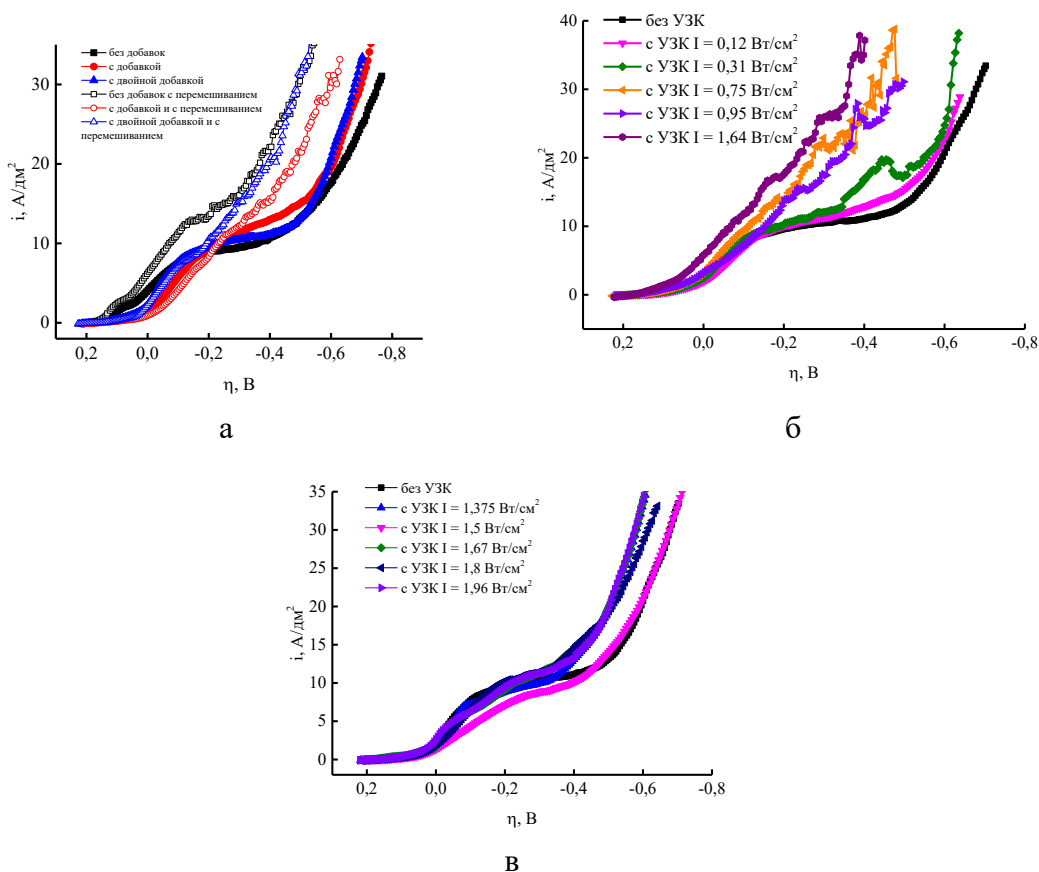 без добавок
с добавкой
с двойной добавкой
без добавок с перемешиванием
с добавкой и с перемешиванием
с двойной добавкой и с
перемешиванием
i, А/дм²
30
20
10
0
0,2 0,0 -0,2 -0,4 -0,6 -0,8
η, В
а
без УЗК
с УЗК I = 0,12 Вт/см²
с УЗК I = 0,31 Вт/см²
с УЗК I = 0,75 Вт/см²
с УЗК I = 0,95 Вт/см²
с УЗК I = 1,64 Вт/см²
i, А/дм²
40
30
20
10
0
0,2 0,0 -0,2 -0,4 -0,6 -0,8
η, В
б
без УЗК
с УЗК I = 1,375 Вт/см²
с УЗК I = 1,5 Вт/см²
с УЗК I = 1,67 Вт/см²
с УЗК I = 1,8 Вт/см²
с УЗК I = 1,96 Вт/см²
i, А/дм²
35
30
25
20
15
10
5
0
0,2 0,0 -0,2 -0,4 -0,6 -0,8
η, В
в